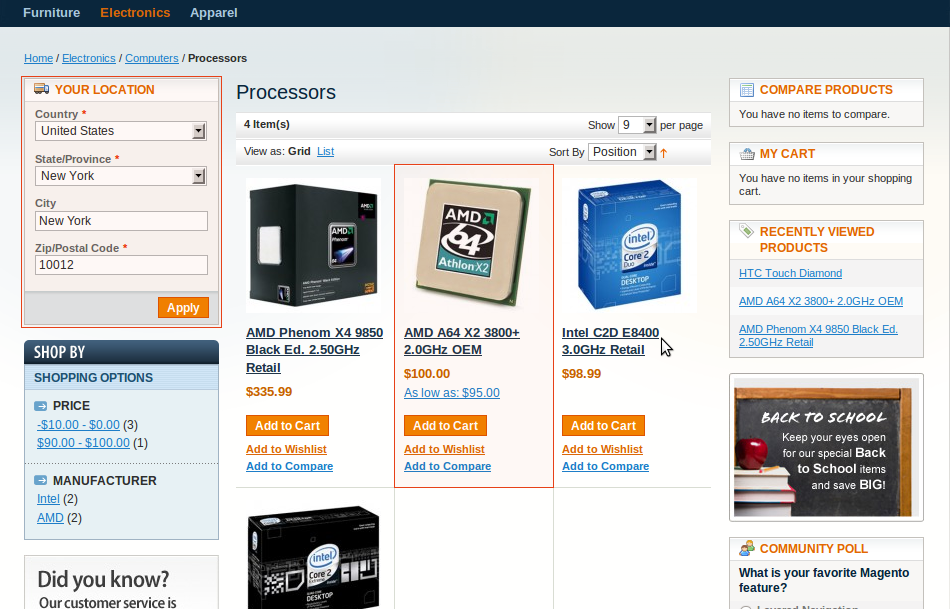 Furniture Electronics Apparel
Home / Electronics / Computers / Processors
YOUR LOCATION
Country *
United States
State/Province *
New York
City
New York
Zip/Postal Code *
10012
Apply
SHOP BY
SHOPPING OPTIONS
PRICE
-$10.00 - $0.00 (3)
$90.00 - $100.00 (1)
MANUFACTURER
Intel (2)
AMD (2)
Did you know?
Our customer service is
Processors
4 Item(s)
Show 9 per page
View as: Grid List
Sort By Position
AMD
AMD
Phenom
AMD
64
Athlon X2
intel
Core 2
Duo
inside
DESKTOP
AMD Phenom X4 9850
Black Ed. 2.50GHz
Retail
$335.99
Add to Cart
Add to Wishlist
Add to Compare
AMD A64 X2 3800+
2.0GHz OEM
$100.00
As low as: $95.00
Add to Cart
Add to Wishlist
Add to Compare
Intel C2D E8400
3.0GHz Retail
$98.99
Add to Cart
Add to Wishlist
Add to Compare
intel
Core 2
Extreme
inside
DESKTOP
COMPARE PRODUCTS
You have no items to compare.
MY CART
You have no items in your shopping
cart.
RECENTLY VIEWED
PRODUCTS
HTC Touch Diamond
AMD A64 X2 3800+ 2.0GHz OEM
AMD Phenom X4 9850 Black Ed.
2.50GHz Retail
BACK TO SCHOOL
Keep your eyes open
for our special Back
to School items
and save BIG!
COMMUNITY POLL
What is your favorite Magento
feature?
Layered Navigation